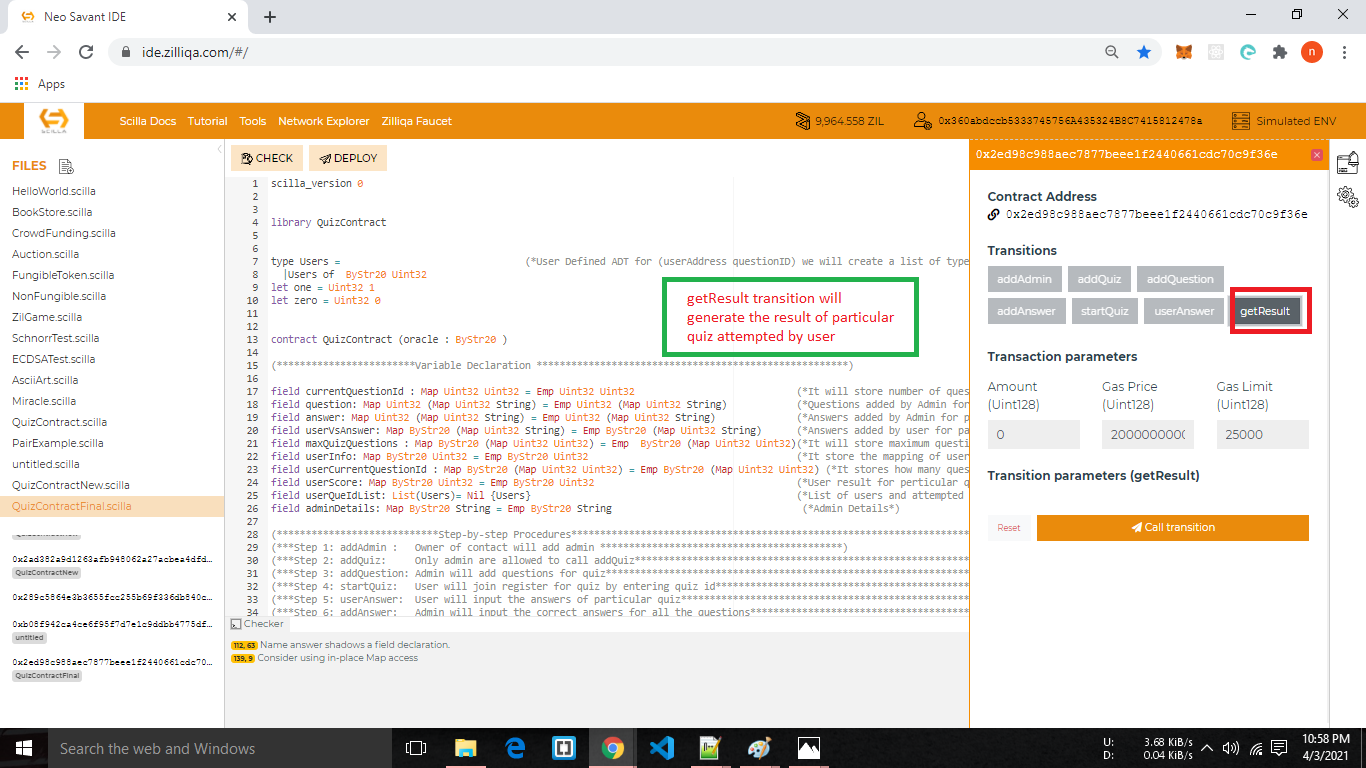 Neo Savant IDE
ide.zilliqa.com/#/
n
Apps
SCILLA
Scilla Docs Tutorial Tools Network Explorer Zilliqa Faucet
9,964.558 ZIL
0x360abdccb5333745756A435324B8C7415812478a
Simulated ENV
FILES
HelloWorld.scilla
BookStore.scilla
CrowdFunding.scilla
Auction.scilla
FungibleToken.scilla
NonFungible.scilla
ZilGame.scilla
SchnorrTest.scilla
ECDSATest.scilla
AsciiArt.scilla
Miracle.scilla
QuizContract.scilla
PairExample.scilla
untitled.scilla
QuizContractNew.scilla
QuizContractFinal.scilla
0x2ad382a9d1263afb948062a27acbea4dfd...
QuizContractNew
0x289c5864e3b3655fcc255b69f336db840c...
0xb08f942ca4ce6f95f7d7e1c9ddbb4775df...
untitled
0x2ed98c988aec7877beee1f2440661cdc70...
QuizContractFinal
CHECK DEPLOY
1 scilla_version 0
2
3
4 library QuizContract
5
6
7 type Users = (*User Defined ADT for (userAddress questionID) we will create a list of type
8 |Users of ByStr20 Uint32
9 let one = Uint32 1
10 let zero = Uint32 0
11
12
13 contract QuizContract (oracle : ByStr20 )
14
15 (************************Variable Declaration ******************************************************)
16
17 field currentQuestionId : Map Uint32 Uint32 = Emp Uint32 Uint32 (*It will store number of ques
18 field question: Map Uint32 (Map Uint32 String) = Emp Uint32 (Map Uint32 String) (*Questions added by Admin for
19 field answer: Map Uint32 (Map Uint32 String) = Emp Uint32 (Map Uint32 String) (*Answers added by Admin for p
20 field userVsAnswer: Map ByStr20 (Map Uint32 String) = Emp ByStr20 (Map Uint32 String) (*Answers added by user for pa
21 field maxQuizQuestions : Map ByStr20 (Map Uint32 Uint32) = Emp ByStr20 (Map Uint32 Uint32)(*It will store maximum questi
22 field userInfo: Map ByStr20 Uint32 = Emp ByStr20 Uint32 (*It store the mapping of user
23 field userCurrentQuestionId : Map ByStr20 (Map Uint32 Uint32) = Emp ByStr20 (Map Uint32 Uint32) (*It stores how many ques
24 field userScore: Map ByStr20 Uint32 = Emp ByStr20 Uint32 (*User result for perticular q
25 field userQueIdList: List(Users)= Nil {Users} (*List of users and attempted
26 field adminDetails: Map ByStr20 String = Emp ByStr20 String (*Admin Details*)
27
28 (****************************Step-by-step Procedures*********************************************************************
29 (***Step 1: addAdmin : Owner of contact will add admin ******************************************)
30 (***Step 2: addQuiz: Only admin are allowed to call addQuiz**********************************************************
31 (***Step 3: addQuestion: Admin will add questions for quiz***************************************************************
32 (***Step 4: startQuiz: User will join register for quiz by entering quiz id********************************************
33 (***Step 5: userAnswer: User will input the answers of particular quiz**************************************************
34 (***Step 6: addAnswer: Admin will input the correct answers for all the questions**************************************
getResult transition will
generate the result of particular
quiz attempted by user
Checker
112, 63 Name answer shadows a field declaration.
139, 9 Consider using in-place Map access
0x2ed98c988aec7877beee1f2440661cdc70c9f36e
Contract Address
0x2ed98c988aec7877beee1f2440661cdc70c9f36e
Transitions
addAdmin addQuiz addQuestion
addAnswer startQuiz userAnswer getResult
Transaction parameters
Amount Gas Price Gas Limit
(Uint128) (Uint128) (Uint128)
0 2000000000 25000
Transition parameters (getResult)
Reset Call transition
Search the web and Windows
U: 3.68 KiB/s
D: 0.04 KiB/s
10:58 PM
4/3/2021